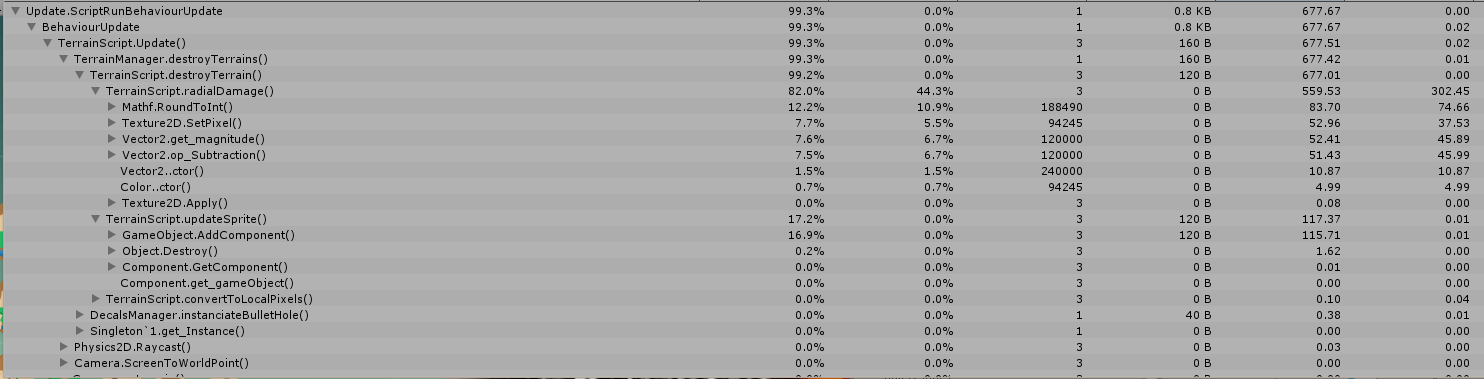 Update.ScriptRunBehaviourUpdate 99.3% 0.0% 1 0.8 KB 677.67 0.00
BehaviourUpdate 99.3% 0.0% 1 0.8 KB 677.67 0.02
TerrainScript.Update() 99.3% 0.0% 3 160 B 677.51 0.02
TerrainManager.destroyTerrains() 99.3% 0.0% 1 160 B 677.42 0.01
TerrainScript.destroyTerrain() 99.2% 0.0% 3 120 B 677.01 0.00
TerrainScript.radialDamage() 82.0% 44.3% 3 0 B 559.53 302.45
Mathf.RoundToInt() 12.2% 10.9% 188490 0 B 83.70 74.66
Texture2D.SetPixel() 7.7% 5.5% 94245 0 B 52.96 37.53
Vector2.get_magnitude() 7.6% 6.7% 120000 0 B 52.41 45.89
Vector2.op_Subtraction() 7.5% 6.7% 120000 0 B 51.43 45.99
Vector2..ctor() 1.5% 1.5% 240000 0 B 10.87 10.87
Color..ctor() 0.7% 0.7% 94245 0 B 4.99 4.99
Texture2D.Apply() 0.0% 0.0% 3 0 B 0.08 0.00
TerrainScript.updateSprite() 17.2% 0.0% 3 120 B 117.37 0.01
GameObject.AddComponent() 16.9% 0.0% 3 120 B 115.71 0.01
Object.Destroy() 0.2% 0.0% 3 0 B 1.62 0.00
Component.GetComponent() 0.0% 0.0% 3 0 B 0.01 0.00
Component.get_gameObject() 0.0% 0.0% 3 0 B 0.00 0.00
TerrainScript.convertToLocalPixels() 0.0% 0.0% 3 0 B 0.10 0.04
DecalsManager.instanciateBulletHole() 0.0% 0.0% 1 40 B 0.38 0.01
Singleton`1.get_Instance() 0.0% 0.0% 1 0 B 0.00 0.00
Physics2D.Raycast() 0.0% 0.0% 3 0 B 0.03 0.00
Camera.ScreenToWorldPoint() 0.0% 0.0% 3 0 B 0.00 0.00